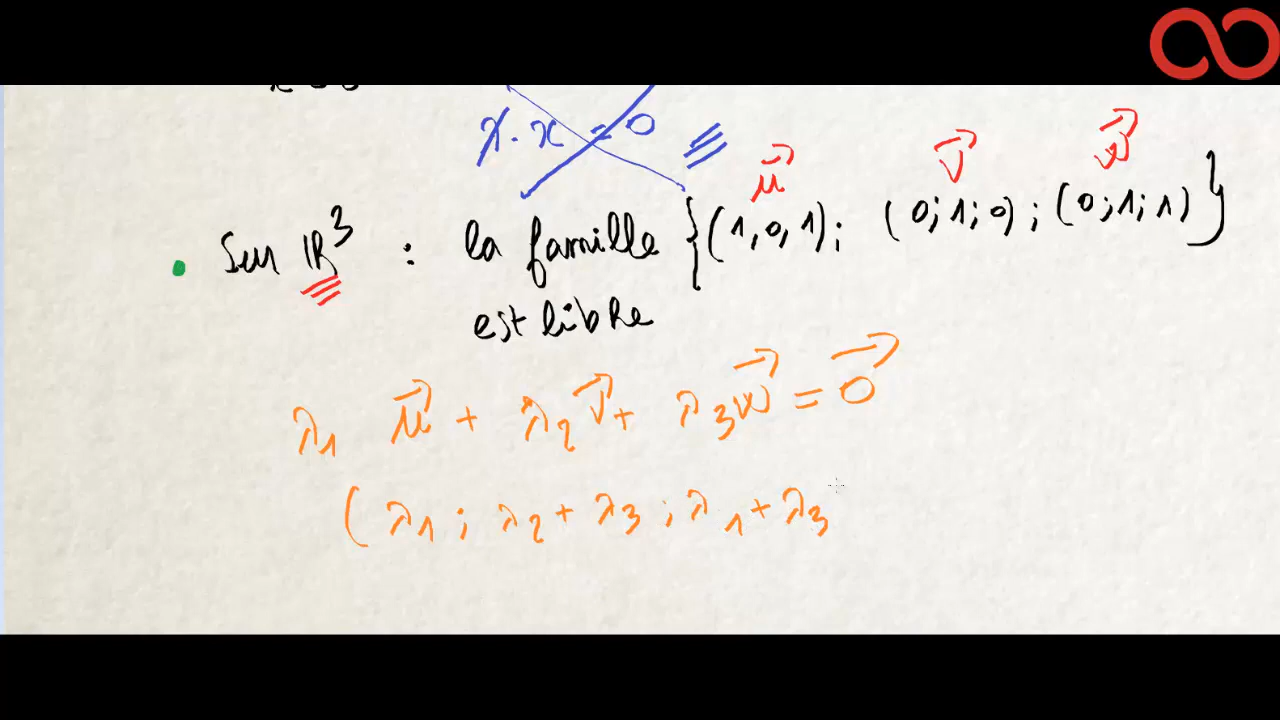 x · x = 0
u⃗ v⃗ w⃗
• Sur ℝ³ : la famille {(1,0,1); (0;1;0); (0;1;1)}
est libre
λ₁ u⃗ + λ₂ v⃗ + λ₃ w⃗ = 0⃗
(λ₁; λ₂ + λ₃; λ₁ + λ₃